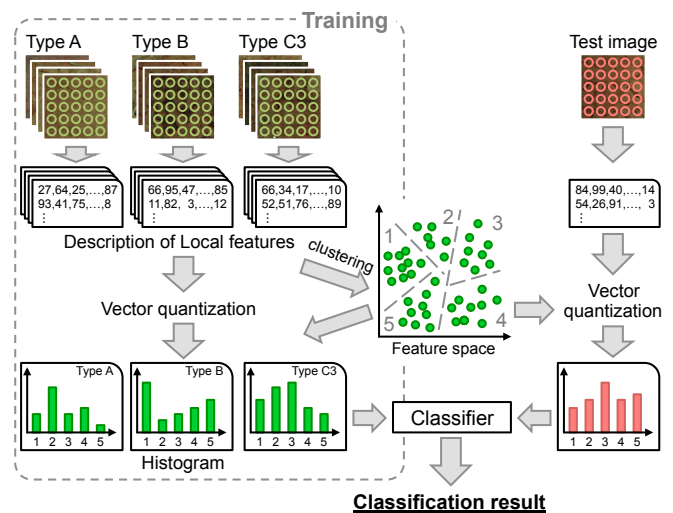 Training
Type A
Type B
Type C3
Test image
27,64,25,...,87
93,41,75,...,8
⋮
66,95,47,...,85
11,82, 3,...,12
⋮
66,34,17,...,10
52,51,76,...,89
⋮
84,99,40,...,14
54,26,91,..., 3
⋮
Description of Local features
clustering
1
2
3
4
5
Feature space
Vector quantization
Vector
quantization
Type A
1 2 3 4 5
Type B
1 2 3 4 5
Type C3
1 2 3 4 5
Histogram
Classifier
1 2 3 4 5
Classification result